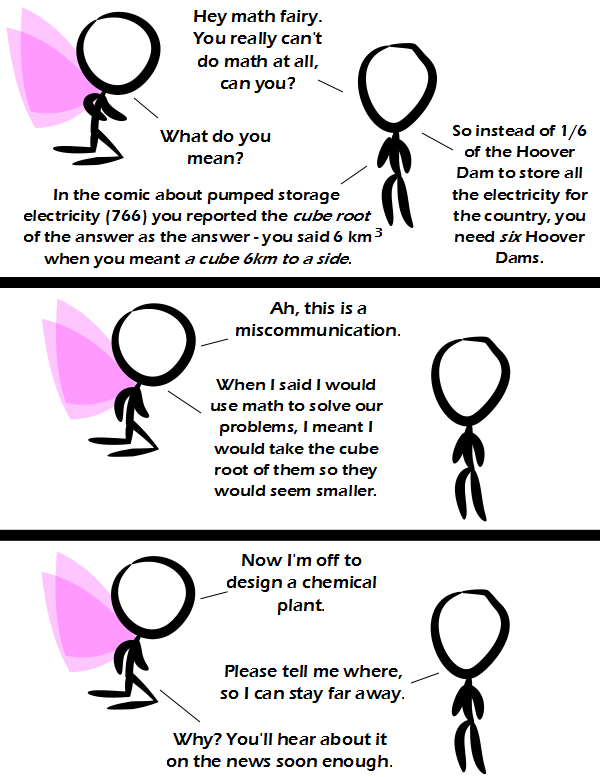 Hey math fairy.
You really can't
do math at all,
can you?
What do you
mean?
In the comic about pumped storage
electricity (766) you reported the cube root
of the answer as the answer - you said 6 km³
when you meant a cube 6km to a side.
So instead of 1/6
of the Hoover
Dam to store all
the electricity for
the country, you
need six Hoover
Dams.
Ah, this is a
miscommunication.
When I said I would
use math to solve our
problems, I meant I
would take the cube
root of them so they
would seem smaller.
Now I'm off to
design a chemical
plant.
Please tell me where,
so I can stay far away.
Why? You'll hear about it
on the news soon enough.